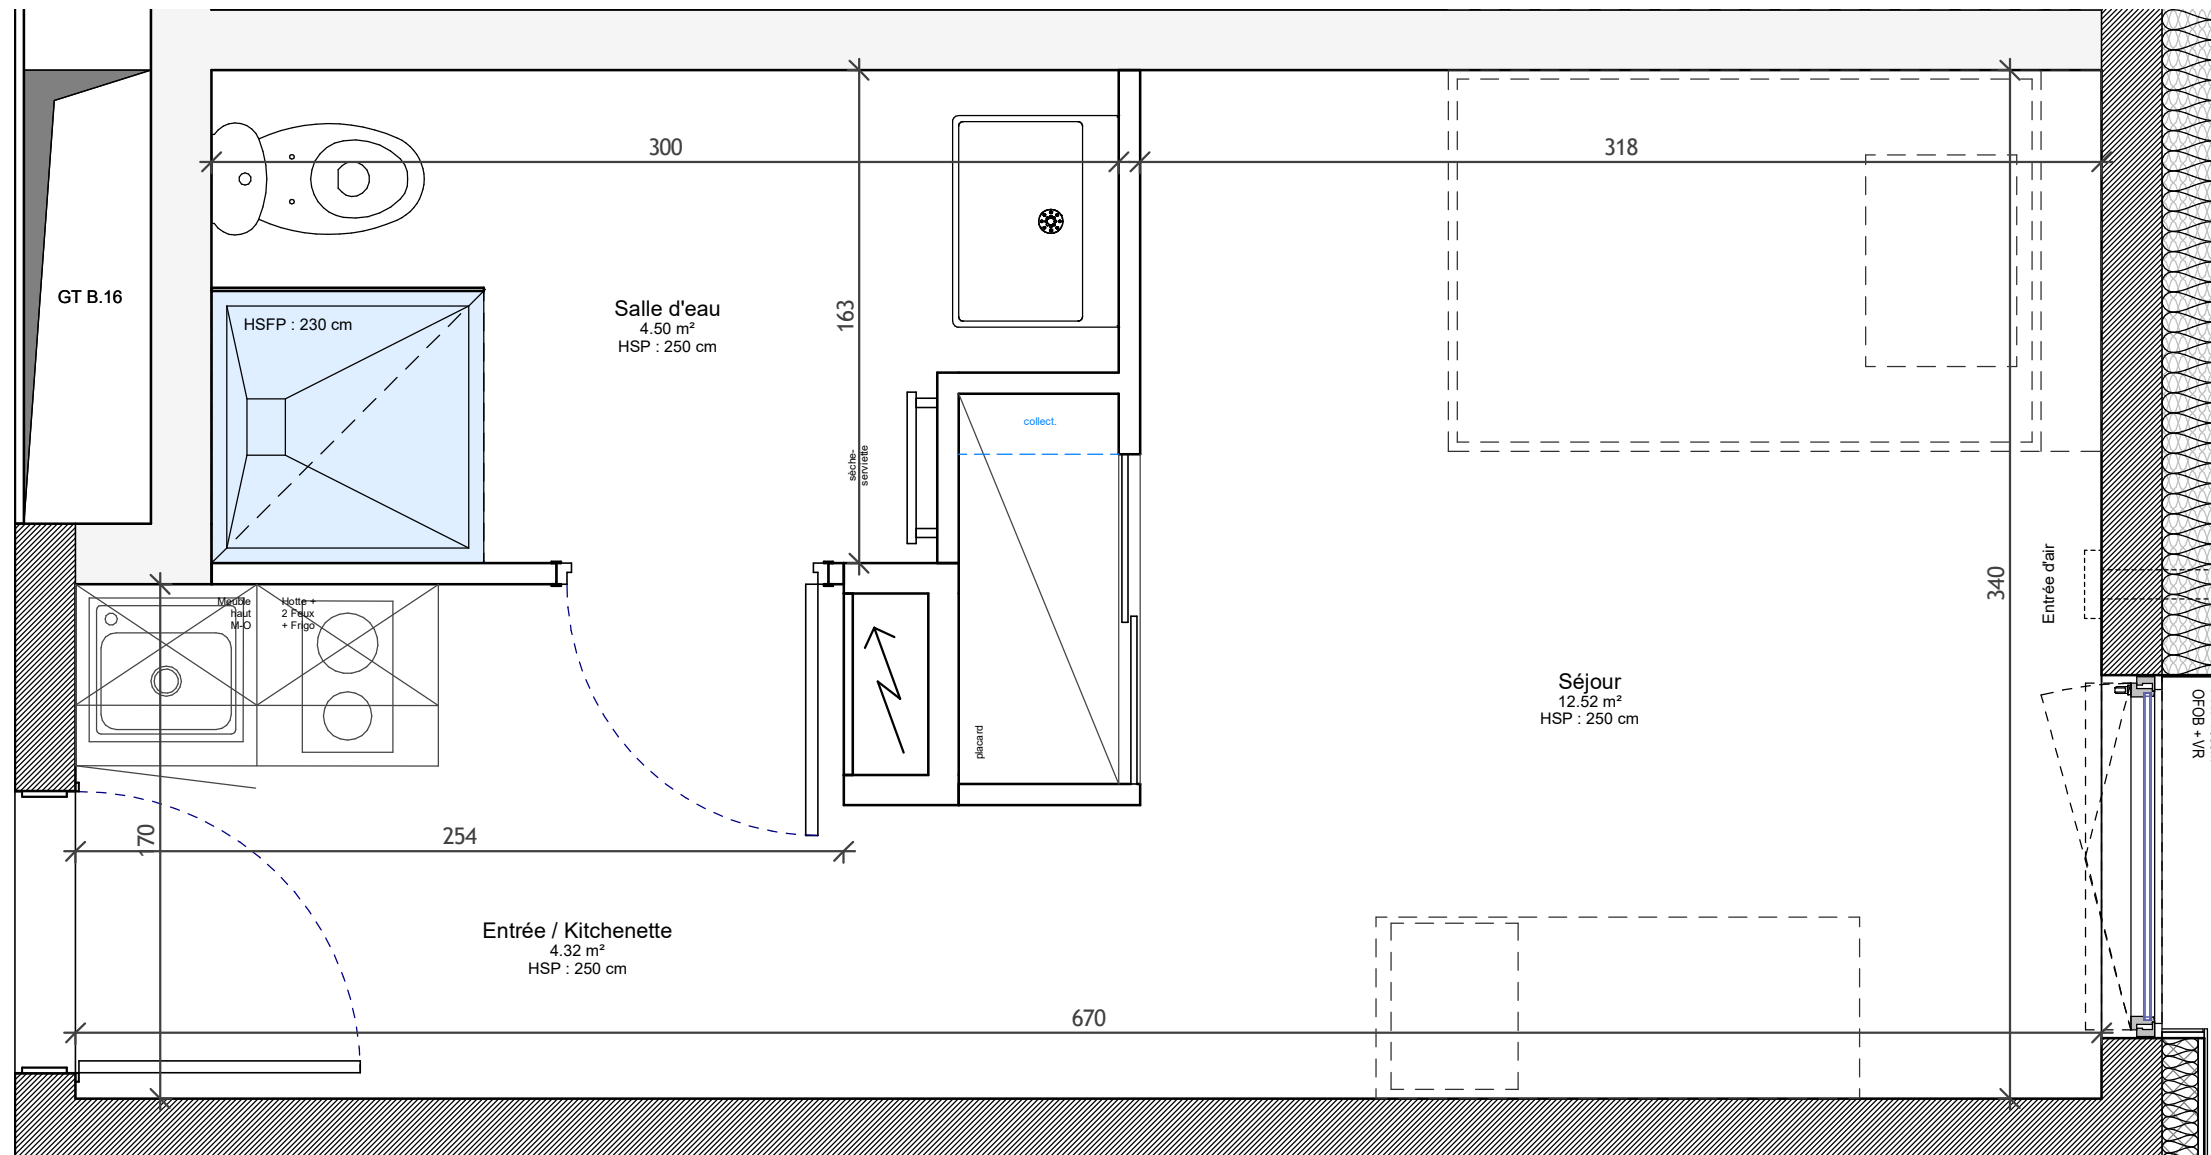 300
318
GT B.16
HSFP : 230 cm
Salle d'eau
4.50 m²
HSP : 250 cm
163
collect.
sèche-
serviette
Entrée d'air
340
Meuble
haut
M-O
Hotte +
2 Feux
+ Frigo
Séjour
12.52 m²
HSP : 250 cm
OFOB + VR
placard
170
254
Entrée / Kitchenette
4.32 m²
HSP : 250 cm
670